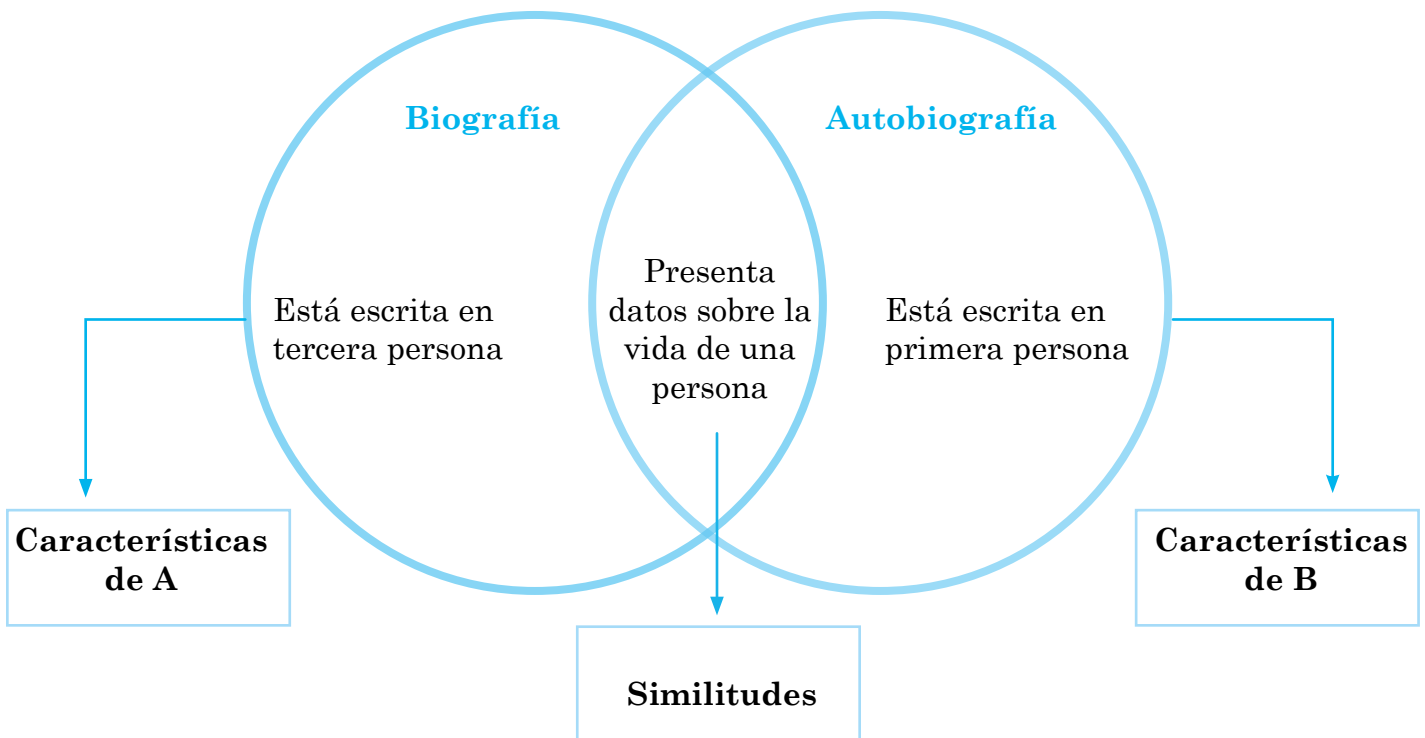 Biografía
Autobiografía
Está escrita en
tercera persona
Presenta
datos sobre la
vida de una
persona
Está escrita en
primera persona
Características
de A
Similitudes
Características
de B